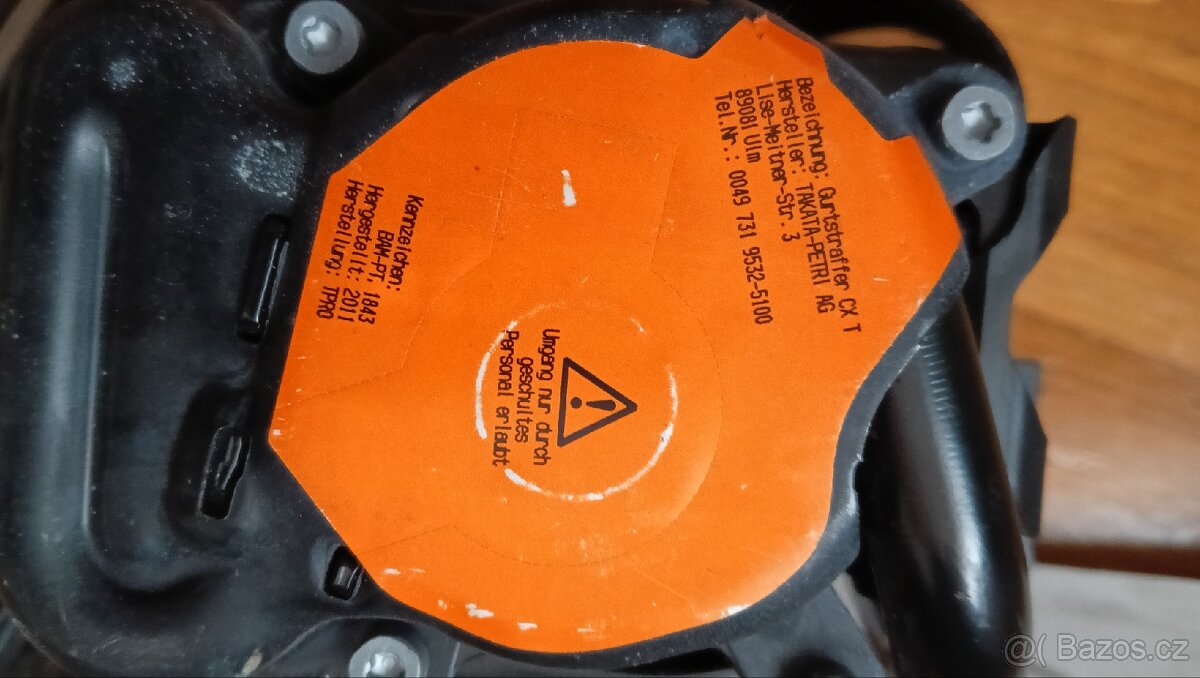 Bezeichnung: Gurtstraffer CX T
Hersteller: TAKATA-PETRI AG
Lise-Meitner-Str. 3
89081 Ulm
Tel.Nr.: 0049 731 9532-5100
Kennzeichen:
BAM-PT, 1843
Hergestellt: 2011
Herstellung: TPRO
Umgang nur durch
geschultes
Personal erlaubt
@( Bazos.cz